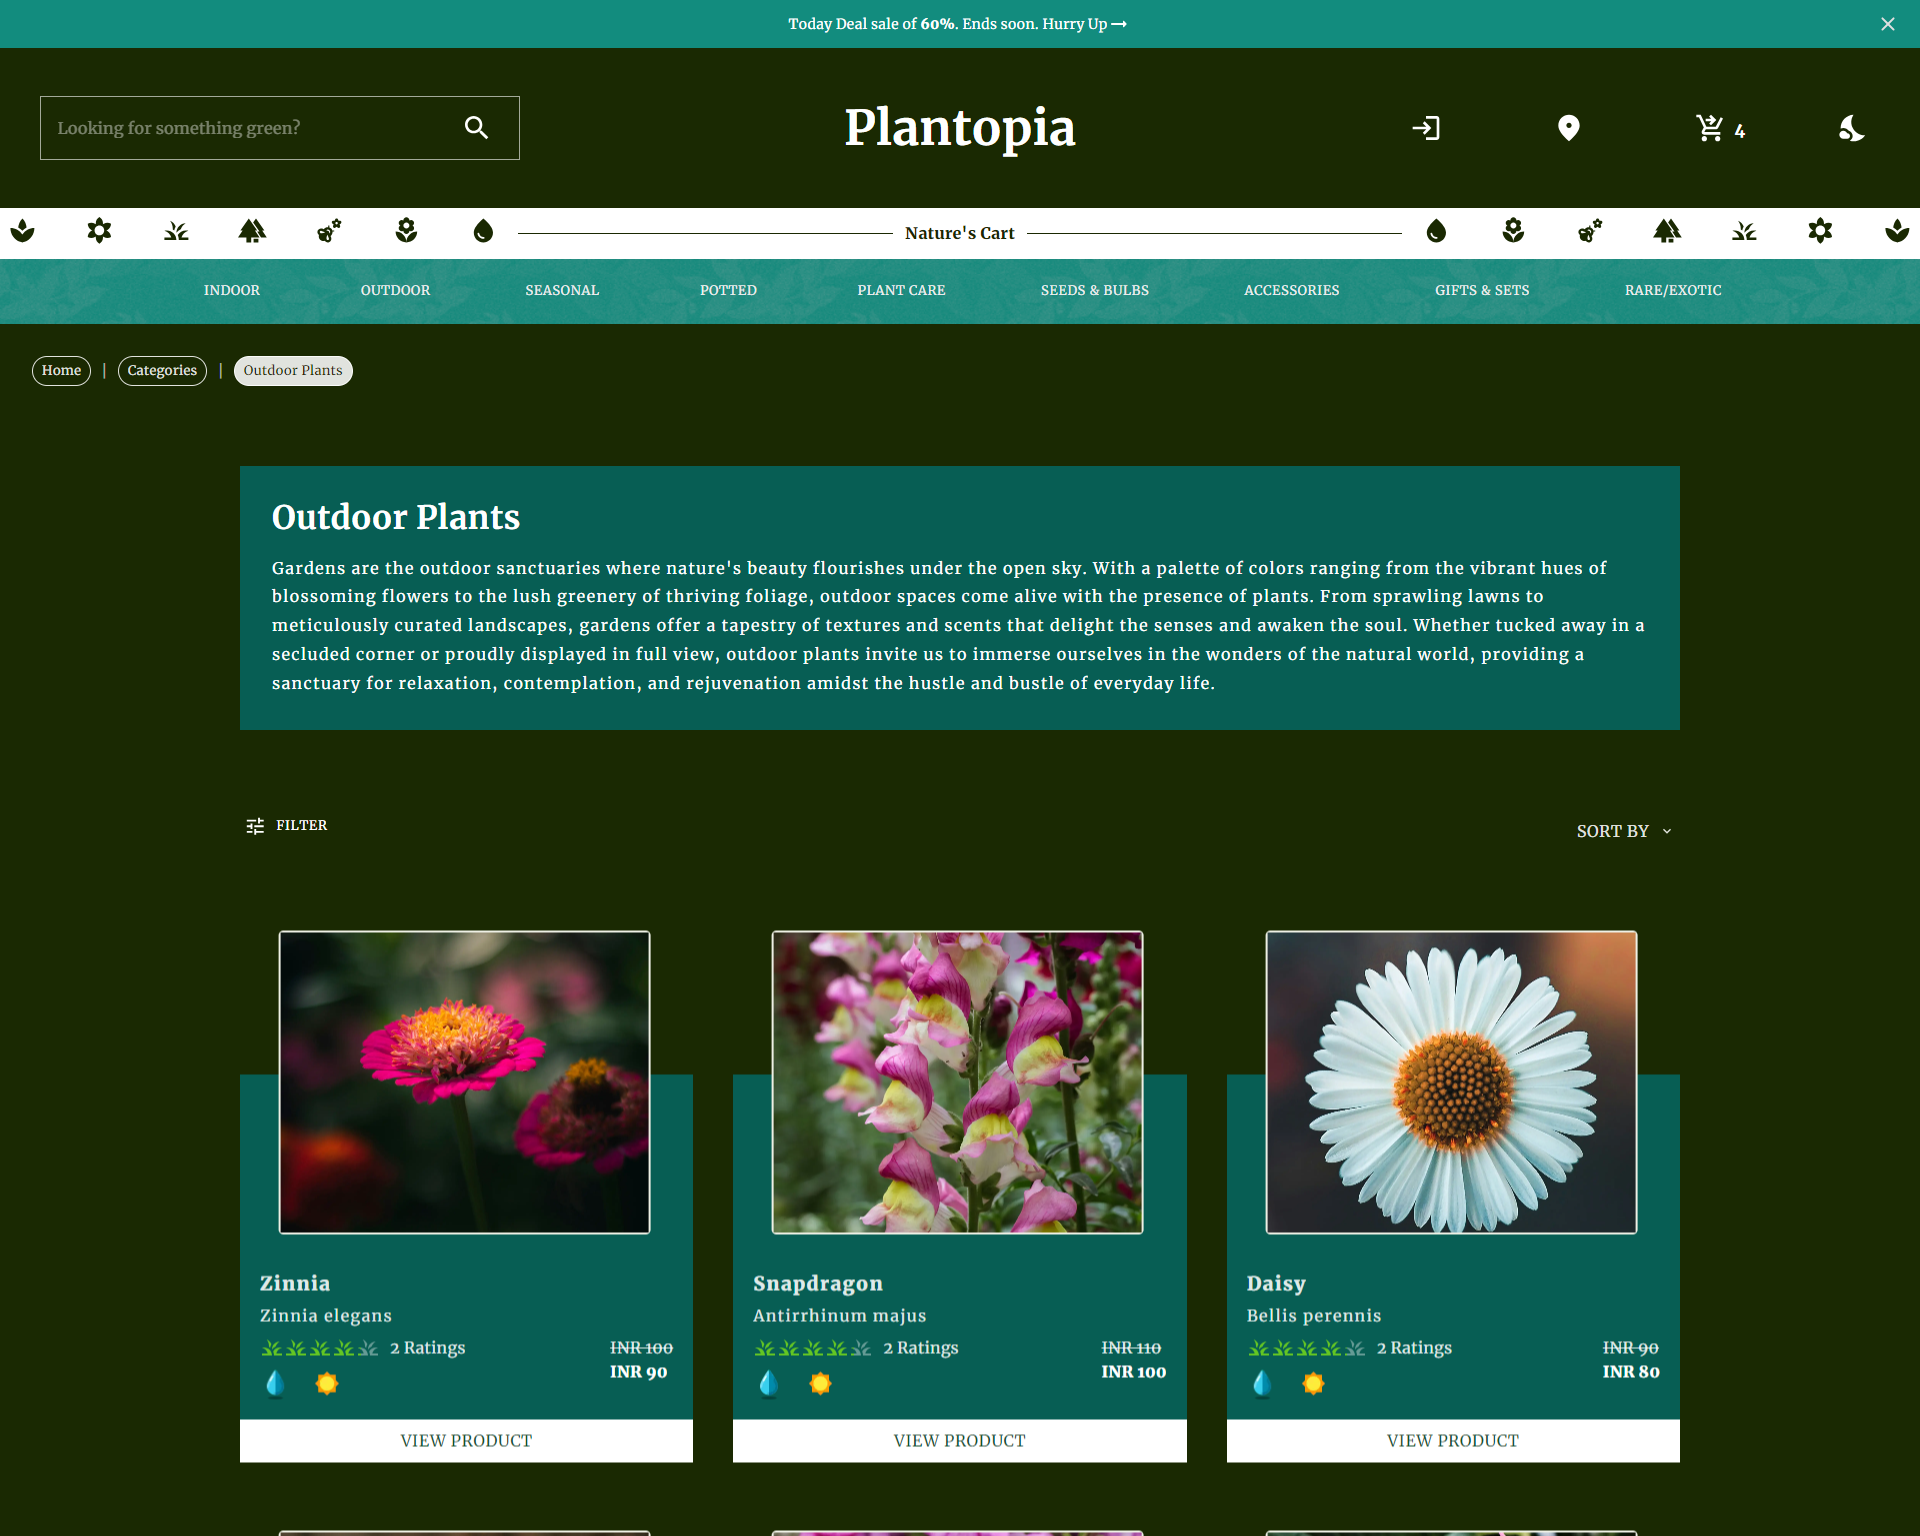 Today Deal sale of 60%. Ends soon. Hurry Up
Looking for something green?
Plantopia
4
Nature's Cart
INDOOR OUTDOOR SEASONAL POTTED PLANT CARE SEEDS & BULBS ACCESSORIES GIFTS & SETS RARE/EXOTIC
Home | Categories | Outdoor Plants
Outdoor Plants
Gardens are the outdoor sanctuaries where nature's beauty flourishes under the open sky. With a palette of colors ranging from the vibrant hues of
blossoming flowers to the lush greenery of thriving foliage, outdoor spaces come alive with the presence of plants. From sprawling lawns to
meticulously curated landscapes, gardens offer a tapestry of textures and scents that delight the senses and awaken the soul. Whether tucked away in a
secluded corner or proudly displayed in full view, outdoor plants invite us to immerse ourselves in the wonders of the natural world, providing a
sanctuary for relaxation, contemplation, and rejuvenation amidst the hustle and bustle of everyday life.
FILTER
SORT BY
Zinnia
Zinnia elegans
2 Ratings
INR 100
INR 90
VIEW PRODUCT
Snapdragon
Antirrhinum majus
2 Ratings
INR 110
INR 100
VIEW PRODUCT
Daisy
Bellis perennis
2 Ratings
INR 90
INR 80
VIEW PRODUCT